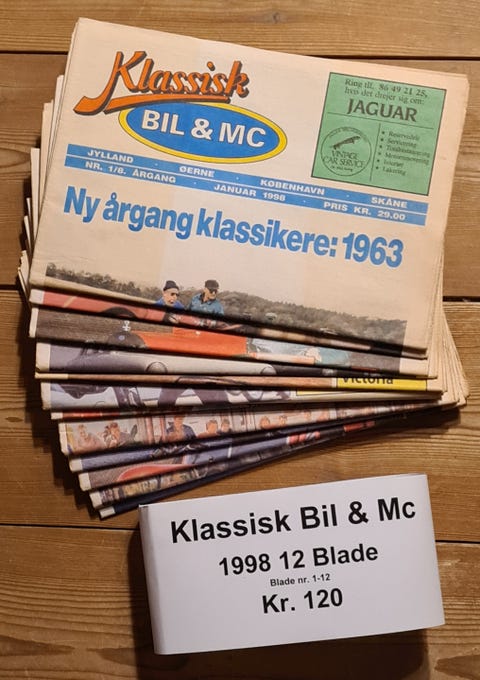 Klassisk
BIL & MC
Ring tlf. 86 49 21 25,
hvis det drejer sig om:
JAGUAR
VINTAGE
CAR SERVICE
• Reservedele
• Servicering
• Totalrestaurering
• Motorrenovering
• Interiør
• Lakering
JYLLAND · ØERNE · KØBENHAVN · SKÅNE
NR. 1/6. ÅRGANG · JANUAR 1998 · PRIS KR. 29.00
Ny årgang klassikere: 1963
Victoria
Klassisk Bil & Mc
1998 12 Blade
Blade nr. 1-12
Kr. 120